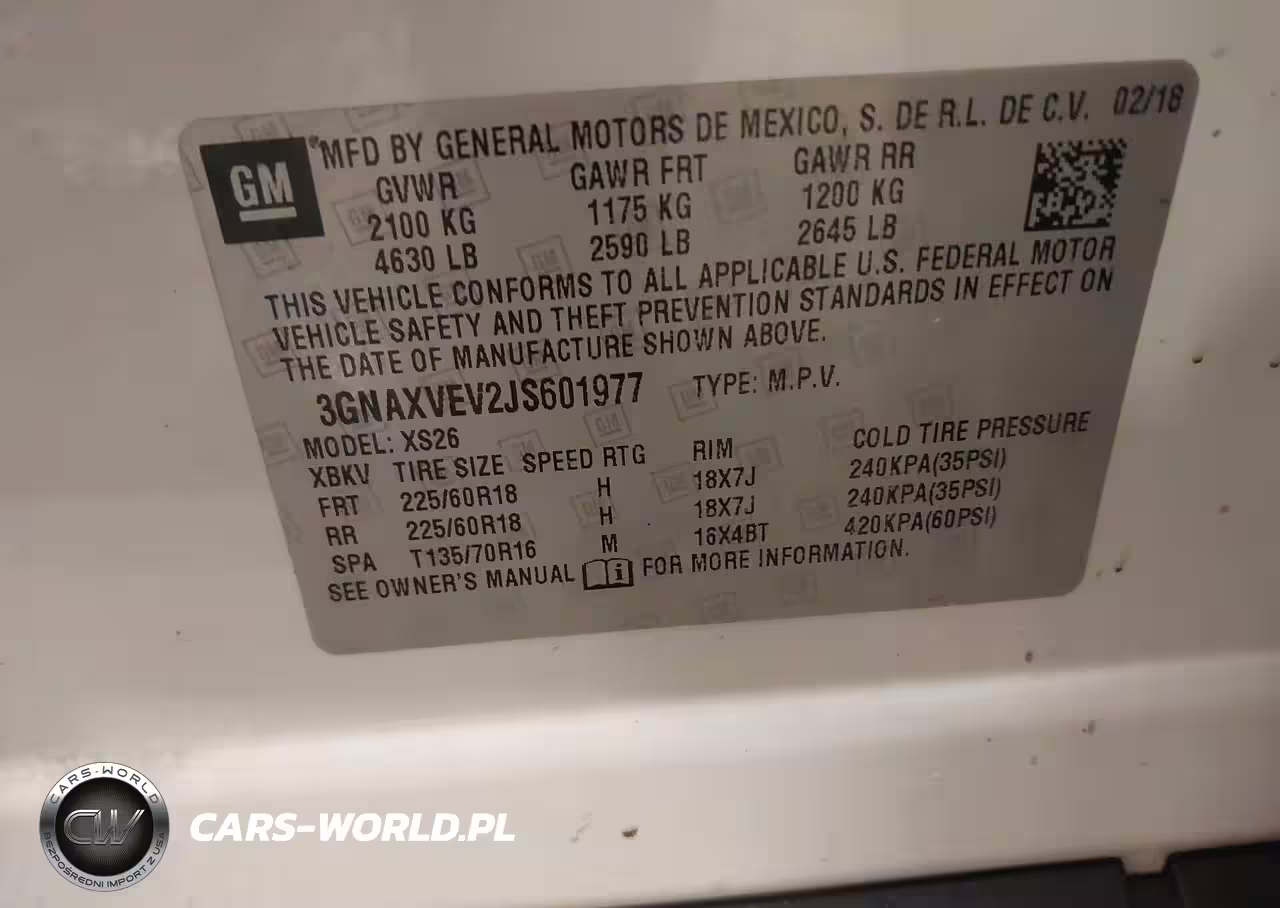 GM
MFD BY GENERAL MOTORS DE MEXICO, S. DE R.L. DE C.V. 02/18
GVWR GAWR FRT GAWR RR
2100 KG 1175 KG 1200 KG
4630 LB 2590 LB 2645 LB
THIS VEHICLE CONFORMS TO ALL APPLICABLE U.S. FEDERAL MOTOR
VEHICLE SAFETY AND THEFT PREVENTION STANDARDS IN EFFECT ON
THE DATE OF MANUFACTURE SHOWN ABOVE.
3GNAXVEV2JS601977 TYPE: M.P.V.
MODEL: XS26
XBKV TIRE SIZE SPEED RTG RIM COLD TIRE PRESSURE
FRT 225/60R18 H 18X7J 240KPA(35PSI)
RR 225/60R18 H 18X7J 240KPA(35PSI)
SPA T135/70R16 M 16X4BT 420KPA(60PSI)
SEE OWNER'S MANUAL i FOR MORE INFORMATION.
CARS-WORLD
CW
BEZPOŚREDNI IMPORT Z USA
CARS-WORLD.PL